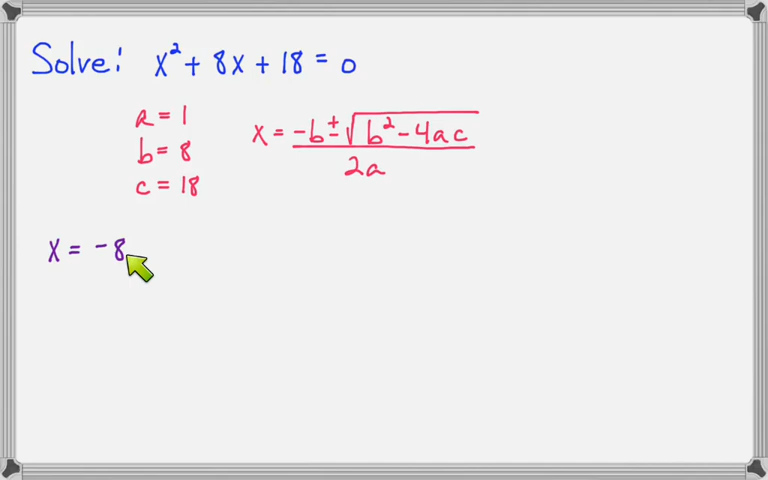 Solve: x² + 8x + 18 = 0
a = 1
b = 8
c = 18
x = -b ± √(b² - 4ac) / 2a
x = -8